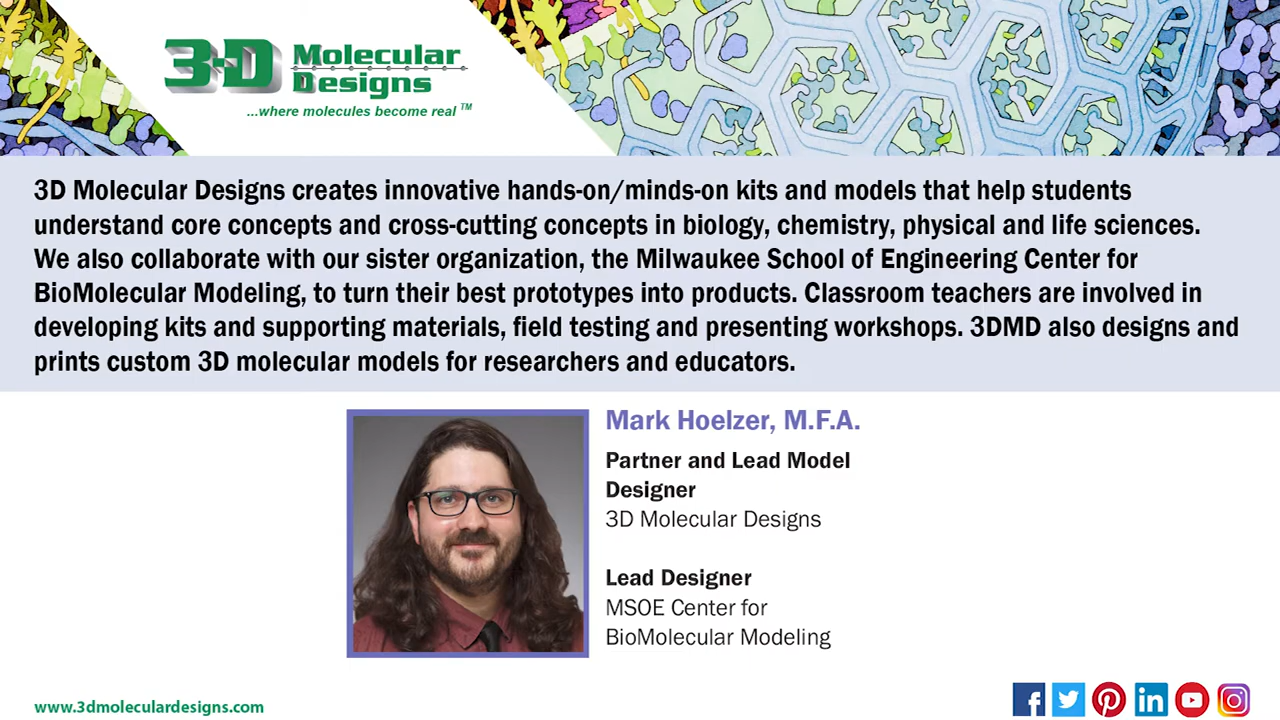 3-D Molecular
Designs
...where molecules become real ™
3D Molecular Designs creates innovative hands-on/minds-on kits and models that help students
understand core concepts and cross-cutting concepts in biology, chemistry, physical and life sciences.
We also collaborate with our sister organization, the Milwaukee School of Engineering Center for
BioMolecular Modeling, to turn their best prototypes into products. Classroom teachers are involved in
developing kits and supporting materials, field testing and presenting workshops. 3DMD also designs and
prints custom 3D molecular models for researchers and educators.
Mark Hoelzer, M.F.A.
Partner and Lead Model
Designer
3D Molecular Designs
Lead Designer
MSOE Center for
BioMolecular Modeling
www.3dmoleculardesigns.com